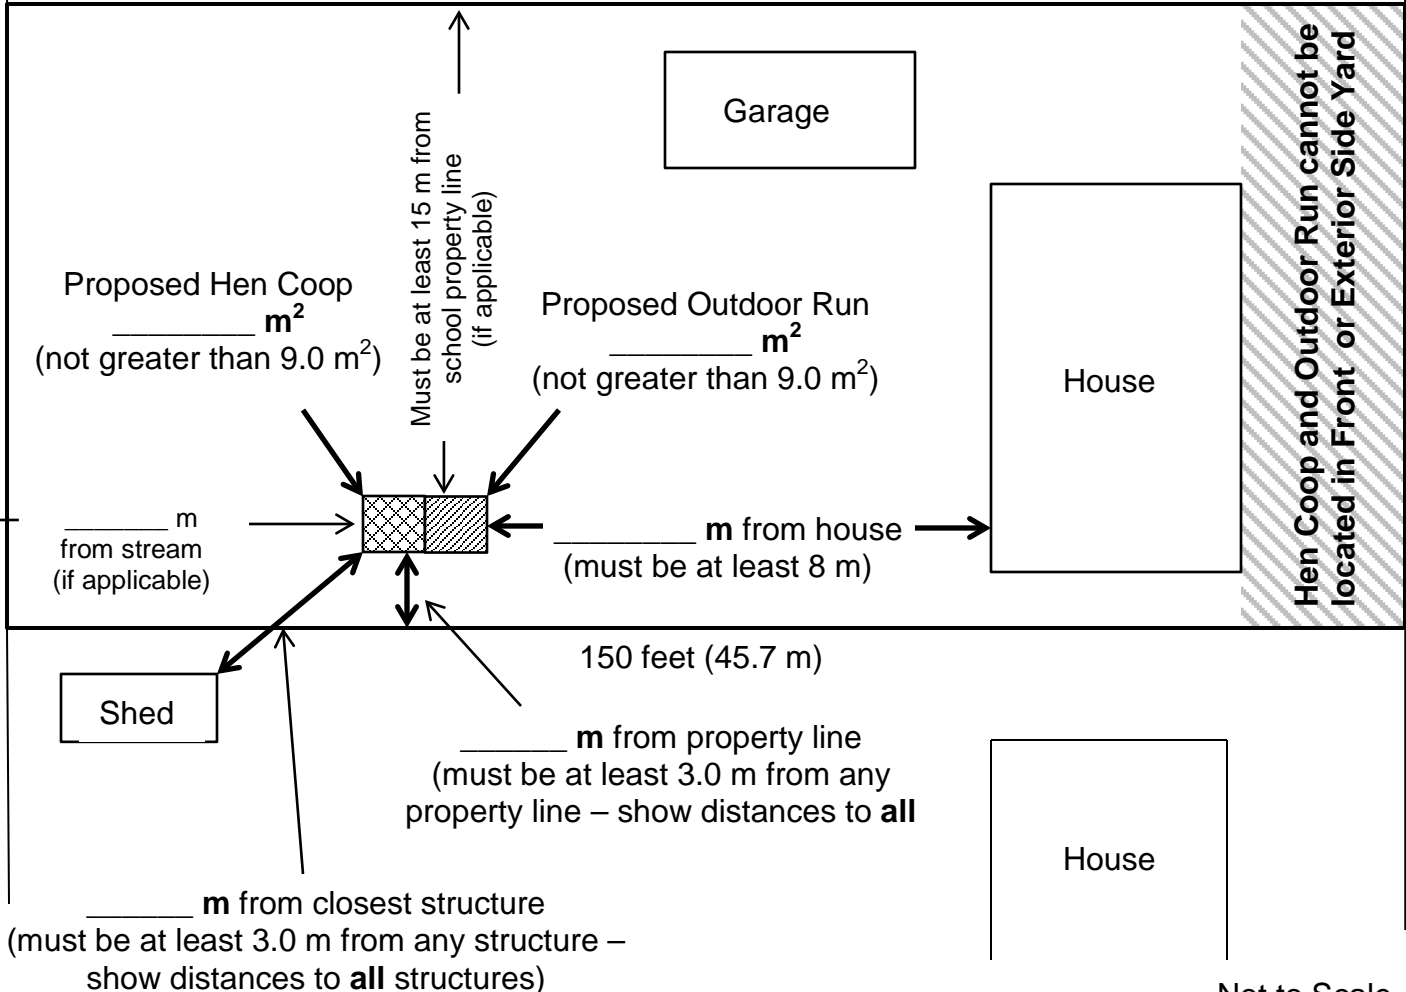 Garage
Hen Coop and Outdoor Run cannot be
located in Front or Exterior Side Yard
Must be at least 15 m from
school property line
(if applicable)
Proposed Hen Coop
________ m²
(not greater than 9.0 m²)
Proposed Outdoor Run
________ m²
(not greater than 9.0 m²)
House
_______ m
from stream
(if applicable)
________ m from house
(must be at least 8 m)
150 feet (45.7 m)
Shed
______ m from property line
(must be at least 3.0 m from any
property line – show distances to all
House
______ m from closest structure
(must be at least 3.0 m from any structure –
show distances to all structures)
Not to Scale